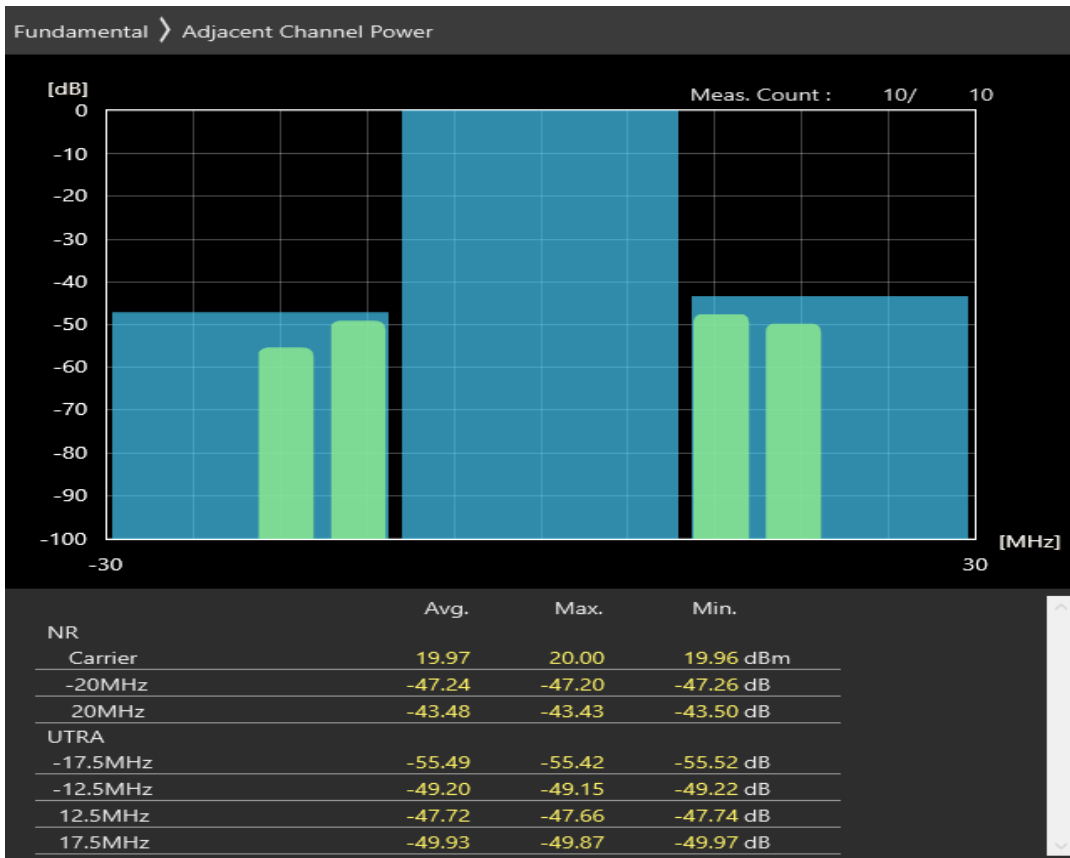 Fundamental 〉 Adjacent Channel Power
[dB]
Meas. Count : 10/ 10
0
-10
-20
-30
-40
-50
-60
-70
-80
-90
-100
[MHz]
-30 30
Avg. Max. Min.
NR
Carrier 19.97 20.00 19.96 dBm
-20MHz -47.24 -47.20 -47.26 dB
20MHz -43.48 -43.43 -43.50 dB
UTRA
-17.5MHz -55.49 -55.42 -55.52 dB
-12.5MHz -49.20 -49.15 -49.22 dB
12.5MHz -47.72 -47.66 -47.74 dB
17.5MHz -49.93 -49.87 -49.97 dB